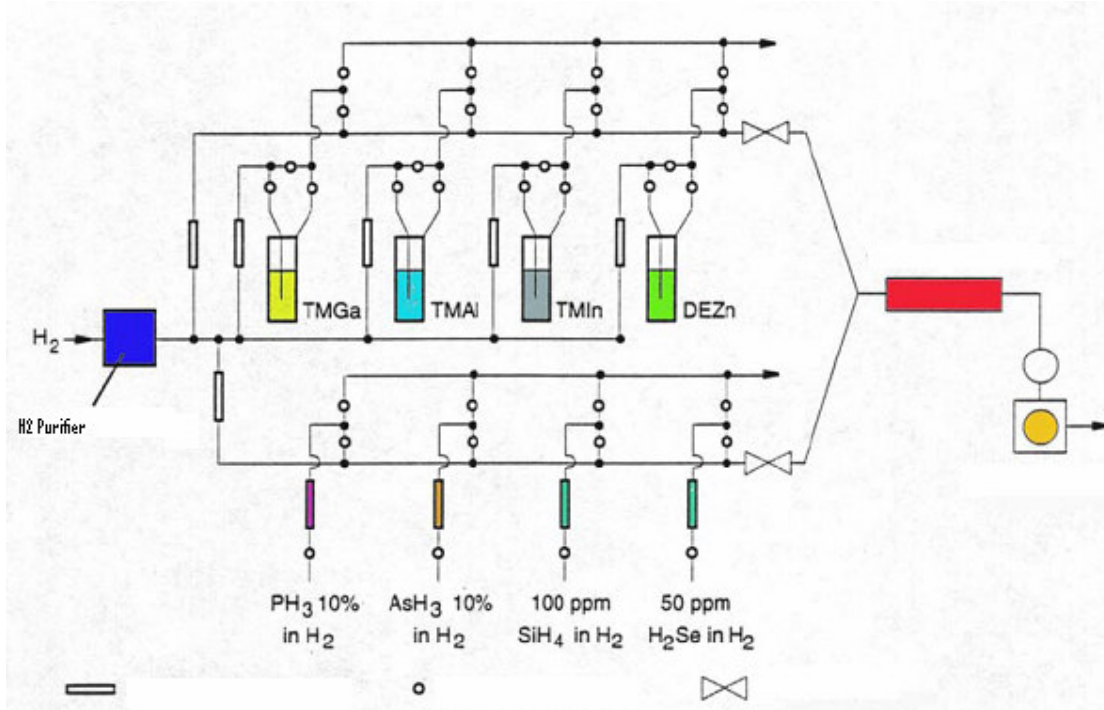 TMGa
TMAl
TMIn
DEZn
H₂
H2 Purifier
PH₃ 10%
in H₂
AsH₃ 10%
in H₂
100 ppm
SiH₄ in H₂
50 ppm
H₂Se in H₂